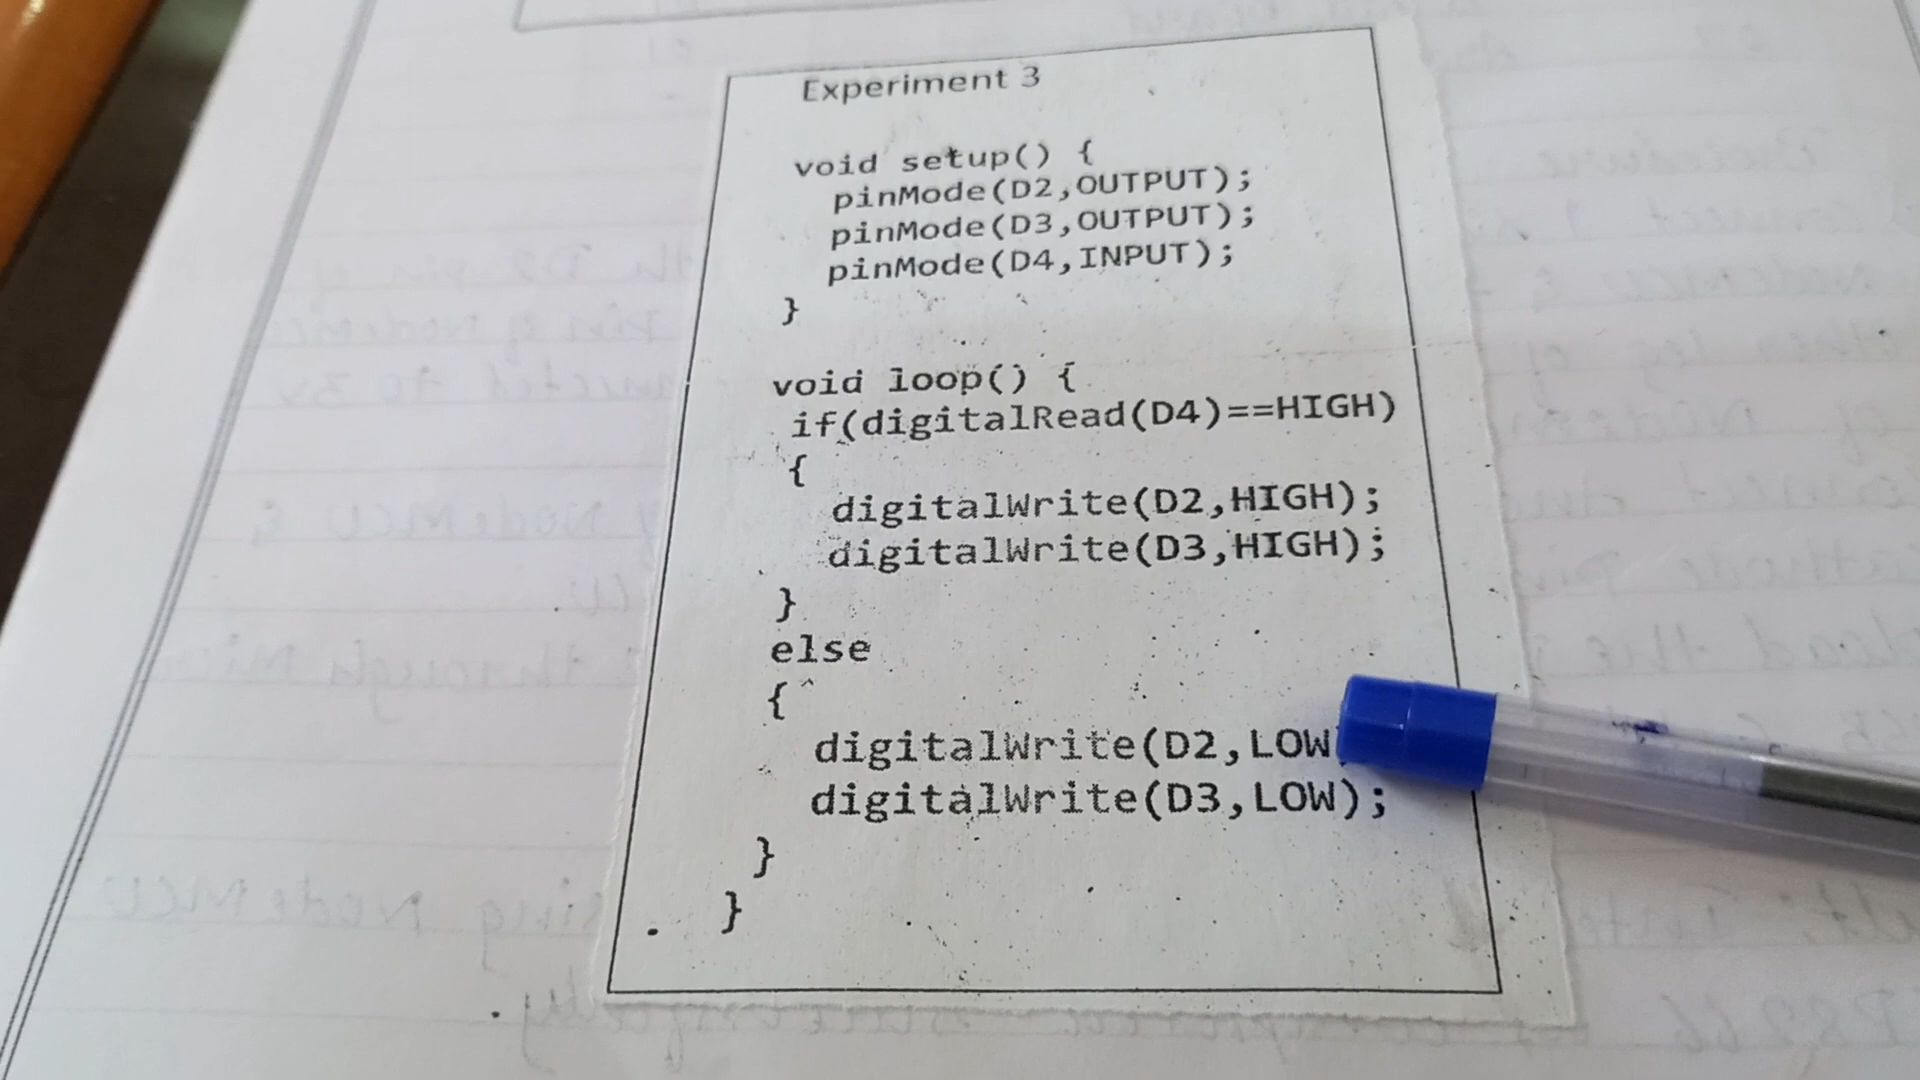 Experiment 3
void setup() {
pinMode(D2,OUTPUT);
pinMode(D3,OUTPUT);
pinMode(D4,INPUT);
}
void loop() {
if(digitalRead(D4)==HIGH)
{
digitalWrite(D2,HIGH);
digitalWrite(D3,HIGH);
}
else
{
digitalWrite(D2,LOW
digitalWrite(D3,LOW);
}
}